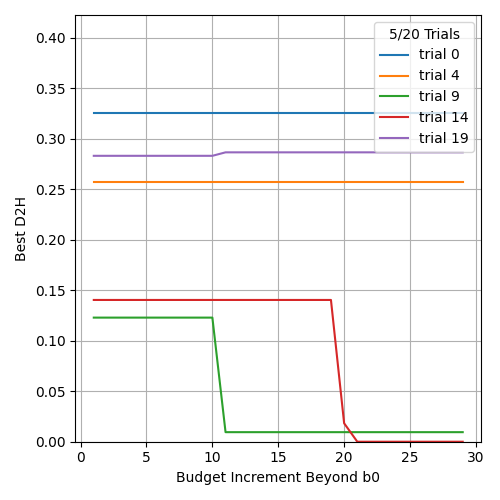 5/20 Trials
trial 0
trial 4
trial 9
trial 14
trial 19
0.40
0.35
0.30
0.25
0.20
0.15
0.10
0.05
0.00
Best D2H
0 5 10 15 20 25 30
Budget Increment Beyond b0